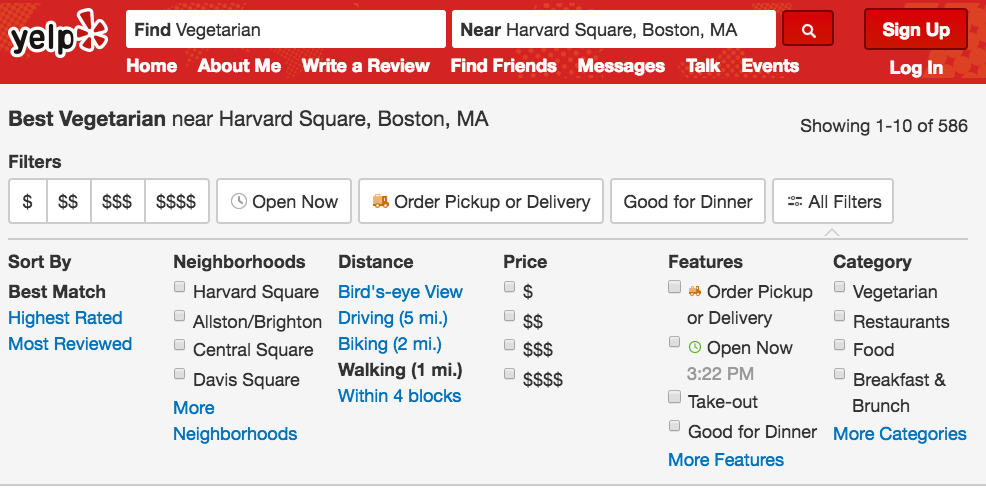 yelp
Find Vegetarian
Near Harvard Square, Boston, MA
Sign Up
Home About Me Write a Review Find Friends Messages Talk Events
Log In
Best Vegetarian near Harvard Square, Boston, MA
Showing 1-10 of 586
Filters
$ $$ $$$ $$$$ Open Now Order Pickup or Delivery Good for Dinner All Filters
Sort By
Best Match
Highest Rated
Most Reviewed
Neighborhoods
Harvard Square
Allston/Brighton
Central Square
Davis Square
More
Neighborhoods
Distance
Bird's-eye View
Driving (5 mi.)
Biking (2 mi.)
Walking (1 mi.)
Within 4 blocks
Price
$
$$
$$$
$$$$
Features
Order Pickup
or Delivery
Open Now
3:22 PM
Take-out
Good for Dinner
More Features
Category
Vegetarian
Restaurants
Food
Breakfast &
Brunch
More Categories